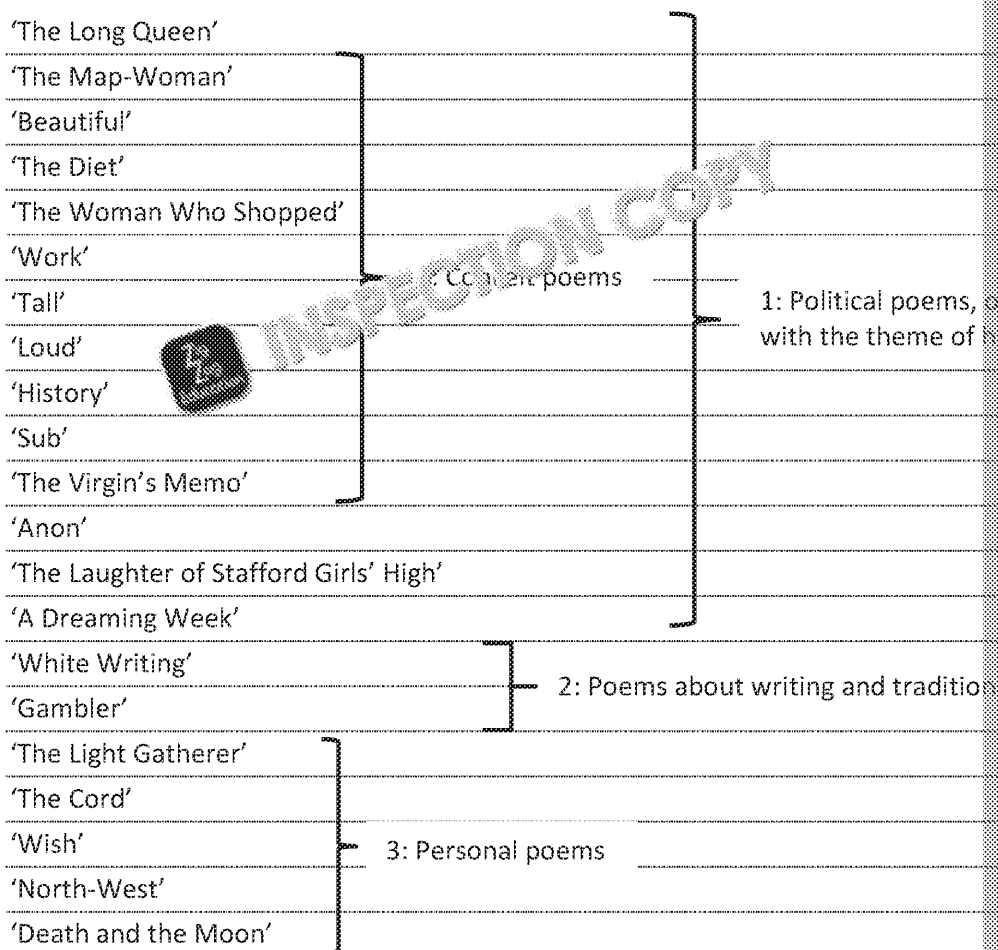 ‘The Long Queen’
‘The Map-Woman’
‘Beautiful’
‘The Diet’
‘The Woman Who Shopped’
‘Work’
: Conceit poems
‘Tall’
1: Political poems,
with the theme of
‘Loud’
‘History’
‘Sub’
‘The Virgin’s Memo’
‘Anon’
‘The Laughter of Stafford Girls’ High’
‘A Dreaming Week’
‘White Writing’
2: Poems about writing and tradition
‘Gambler’
‘The Light Gatherer’
‘The Cord’
‘Wish’
3: Personal poems
‘North-West’
‘Death and the Moon’
INSPECTION COPY